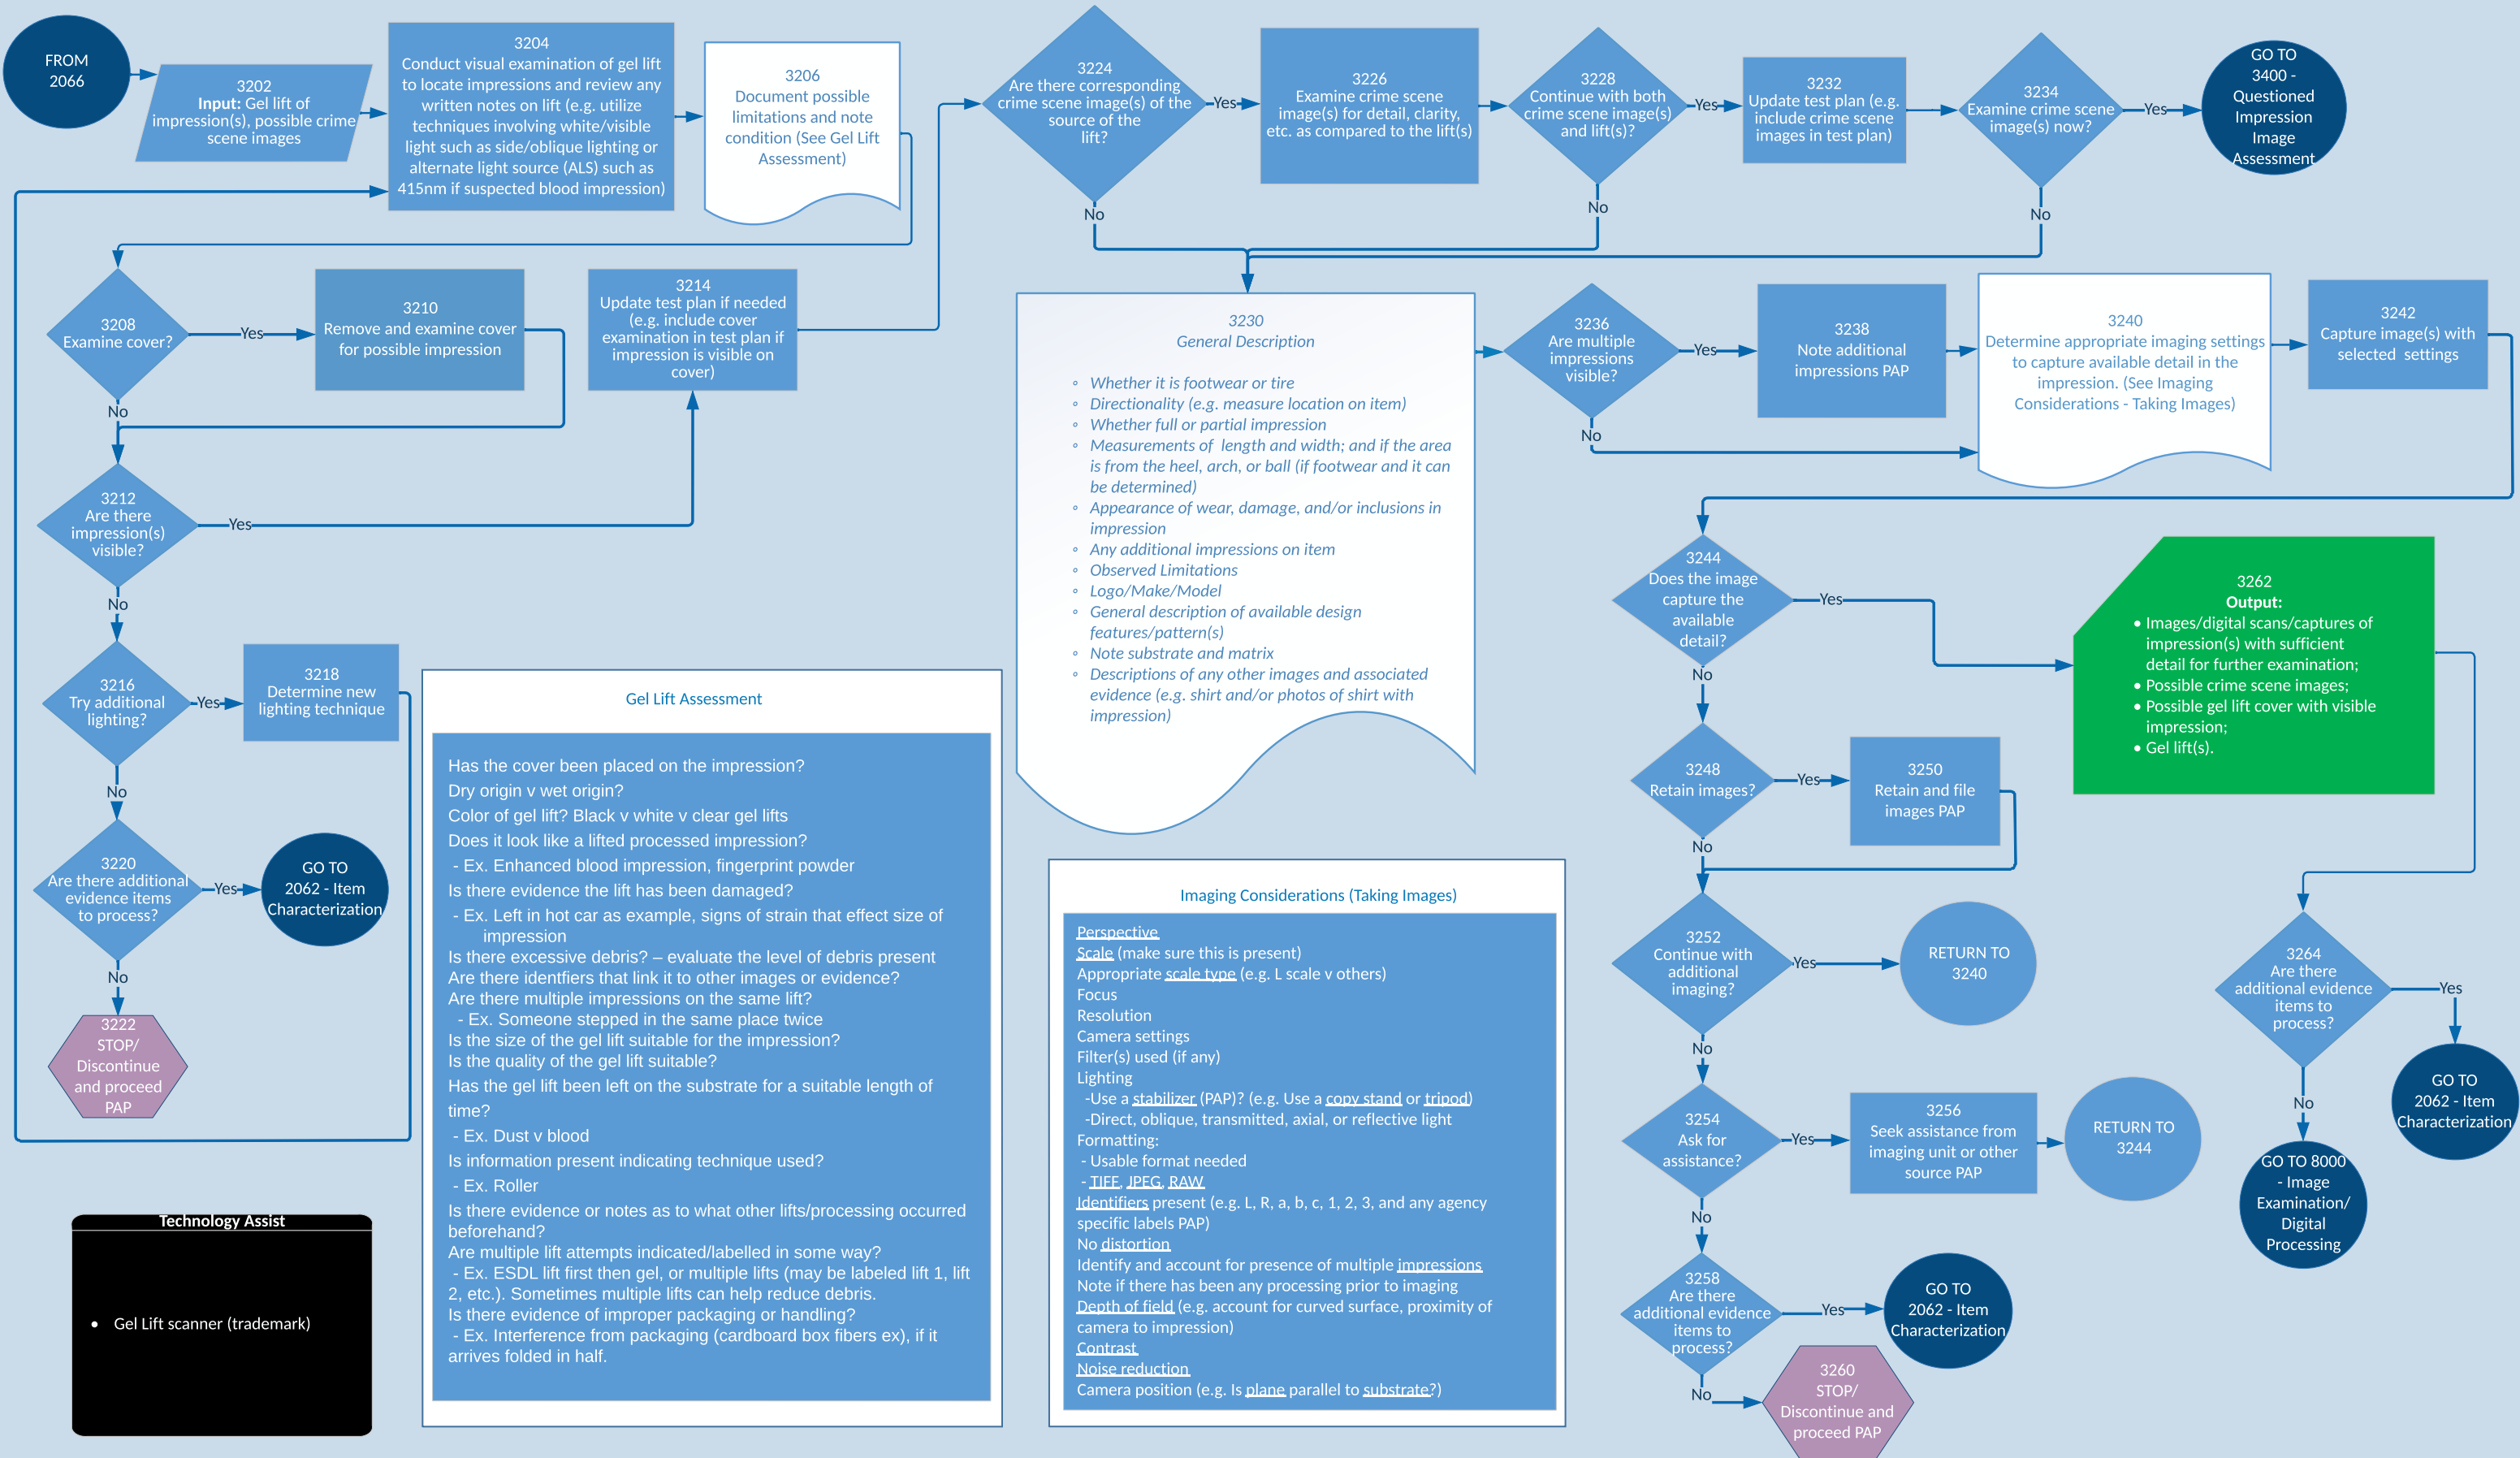 FROM
2066
3202
Input: Gel lift of
impression(s), possible crime
scene images
3204
Conduct visual examination of gel lift
to locate impressions and review any
written notes on lift (e.g. utilize
techniques involving white/visible
light such as side/oblique lighting or
alternate light source (ALS) such as
415nm if suspected blood impression)
3206
Document possible
limitations and note
condition (See Gel Lift
Assessment)
3224
Are there corresponding
crime scene image(s) of the
source of the
lift?
Yes
No
3226
Examine crime scene
image(s) for detail, clarity,
etc. as compared to the lift(s)
3228
Continue with both
crime scene image(s)
and lift(s)?
Yes
No
3232
Update test plan (e.g.
include crime scene
images in test plan)
3234
Examine crime scene
image(s) now?
Yes
No
GO TO
3400 -
Questioned
Impression
Image
Assessment
3208
Examine cover?
Yes
No
3210
Remove and examine cover
for possible impression
3214
Update test plan if needed
(e.g. include cover
examination in test plan if
impression is visible on
cover)
3212
Are there
impression(s)
visible?
Yes
No
3216
Try additional
lighting?
Yes
No
3218
Determine new
lighting technique
3220
Are there additional
evidence items
to process?
Yes
No
GO TO
2062 - Item
Characterization
3222
STOP/
Discontinue
and proceed
PAP
Technology Assist
• Gel Lift scanner (trademark)
Gel Lift Assessment
Has the cover been placed on the impression?
Dry origin v wet origin?
Color of gel lift? Black v white v clear gel lifts
Does it look like a lifted processed impression?
- Ex. Enhanced blood impression, fingerprint powder
Is there evidence the lift has been damaged?
- Ex. Left in hot car as example, signs of strain that effect size of
impression
Is there excessive debris? – evaluate the level of debris present
Are there identfiers that link it to other images or evidence?
Are there multiple impressions on the same lift?
- Ex. Someone stepped in the same place twice
Is the size of the gel lift suitable for the impression?
Is the quality of the gel lift suitable?
Has the gel lift been left on the substrate for a suitable length of
time?
- Ex. Dust v blood
Is information present indicating technique used?
- Ex. Roller
Is there evidence or notes as to what other lifts/processing occurred
beforehand?
Are multiple lift attempts indicated/labelled in some way?
- Ex. ESDL lift first then gel, or multiple lifts (may be labeled lift 1, lift
2, etc.). Sometimes multiple lifts can help reduce debris.
Is there evidence of improper packaging or handling?
- Ex. Interference from packaging (cardboard box fibers ex), if it
arrives folded in half.
3230
General Description
◦ Whether it is footwear or tire
◦ Directionality (e.g. measure location on item)
◦ Whether full or partial impression
◦ Measurements of length and width; and if the area
is from the heel, arch, or ball (if footwear and it can
be determined)
◦ Appearance of wear, damage, and/or inclusions in
impression
◦ Any additional impressions on item
◦ Observed Limitations
◦ Logo/Make/Model
◦ General description of available design
features/pattern(s)
◦ Note substrate and matrix
◦ Descriptions of any other images and associated
evidence (e.g. shirt and/or photos of shirt with
impression)
Imaging Considerations (Taking Images)
Perspective
Scale (make sure this is present)
Appropriate scale type (e.g. L scale v others)
Focus
Resolution
Camera settings
Filter(s) used (if any)
Lighting
-Use a stabilizer (PAP)? (e.g. Use a copy stand or tripod)
-Direct, oblique, transmitted, axial, or reflective light
Formatting:
- Usable format needed
- TIFF, JPEG, RAW
Identifiers present (e.g. L, R, a, b, c, 1, 2, 3, and any agency
specific labels PAP)
No distortion
Identify and account for presence of multiple impressions
Note if there has been any processing prior to imaging
Depth of field (e.g. account for curved surface, proximity of
camera to impression)
Contrast
Noise reduction
Camera position (e.g. Is plane parallel to substrate?)
3236
Are multiple
impressions
visible?
Yes
No
3238
Note additional
impressions PAP
3240
Determine appropriate imaging settings
to capture available detail in the
impression. (See Imaging
Considerations - Taking Images)
3242
Capture image(s) with
selected settings
3244
Does the image
capture the
available
detail?
Yes
No
3262
Output:
• Images/digital scans/captures of
impression(s) with sufficient
detail for further examination;
• Possible crime scene images;
• Possible gel lift cover with visible
impression;
• Gel lift(s).
3248
Retain images?
Yes
No
3250
Retain and file
images PAP
3252
Continue with
additional
imaging?
Yes
No
RETURN TO
3240
3254
Ask for
assistance?
Yes
No
3256
Seek assistance from
imaging unit or other
source PAP
RETURN TO
3244
3258
Are there
additional evidence
items to
process?
Yes
No
GO TO
2062 - Item
Characterization
3260
STOP/
Discontinue and
proceed PAP
3264
Are there
additional evidence
items to
process?
Yes
No
GO TO
2062 - Item
Characterization
GO TO 8000
- Image
Examination/
Digital
Processing